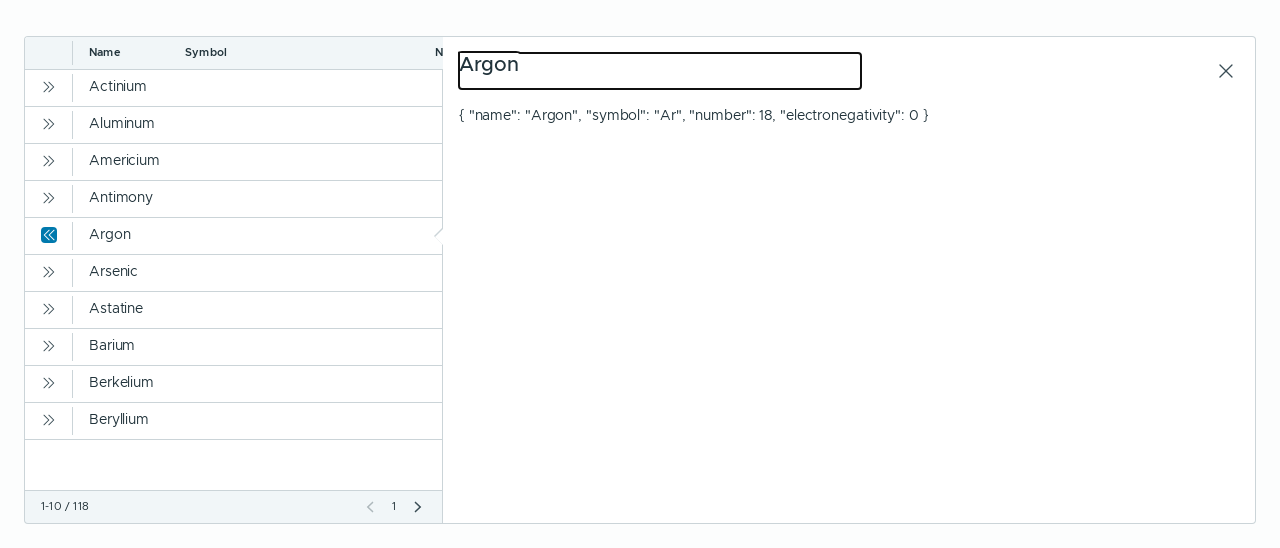 Name Symbol N
Actinium
Aluminum
Americium
Antimony
Argon
Arsenic
Astatine
Barium
Berkelium
Beryllium
1-10 / 118 1
Argon
{ "name": "Argon", "symbol": "Ar", "number": 18, "electronegativity": 0 }